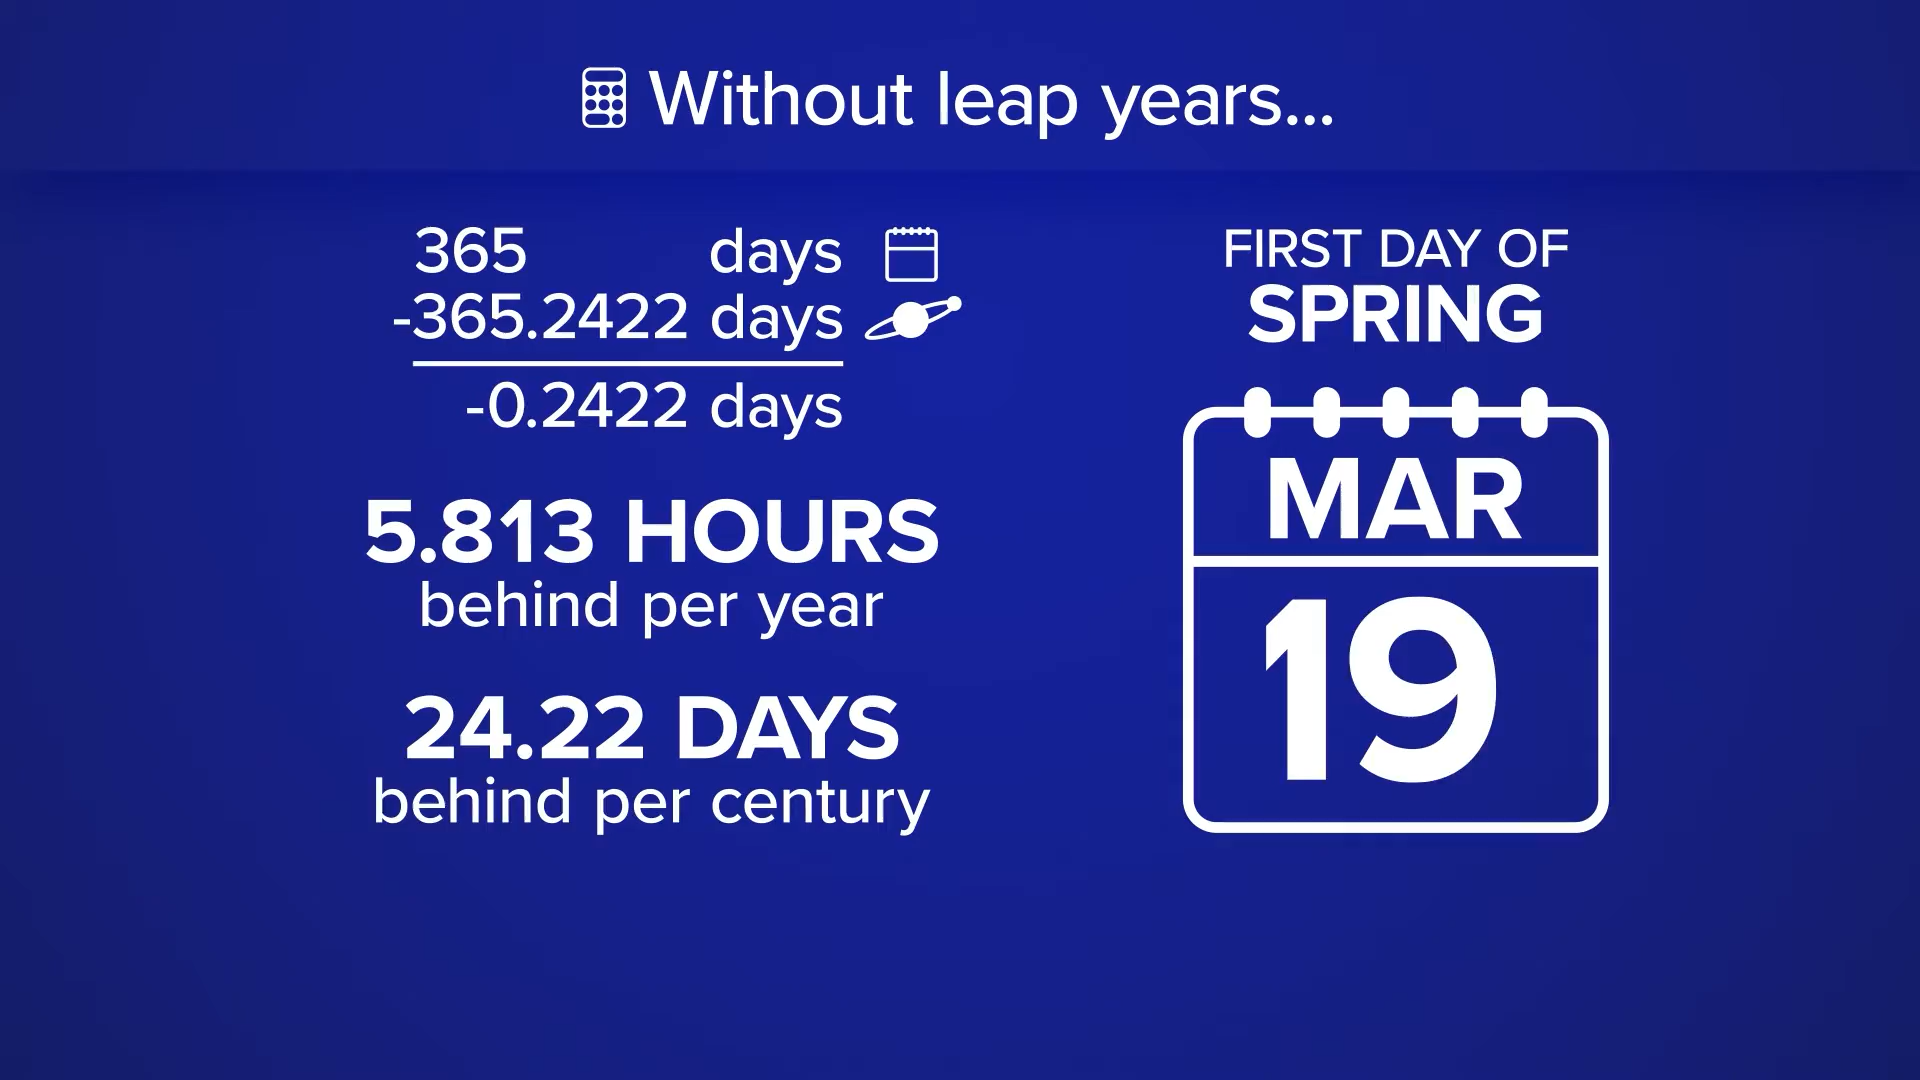 Without leap years...
365 days
-365.2422 days
-0.2422 days
5.813 HOURS
behind per year
24.22 DAYS
behind per century
FIRST DAY OF
SPRING
MAR
19